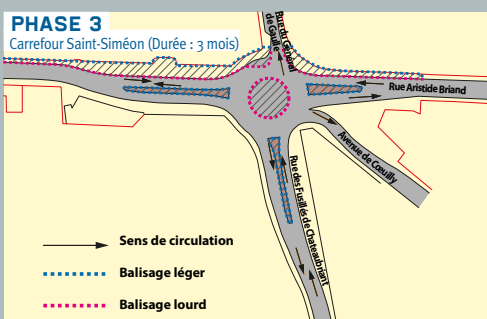 PHASE 3
Carrefour Saint-Siméon (Durée : 3 mois)
Rue du Général
de Gaulle
Rue Aristide Briand
Avenue de Cœuilly
Rue des Fusillés de Chateaubriant
Sens de circulation
Balisage léger
Balisage lourd